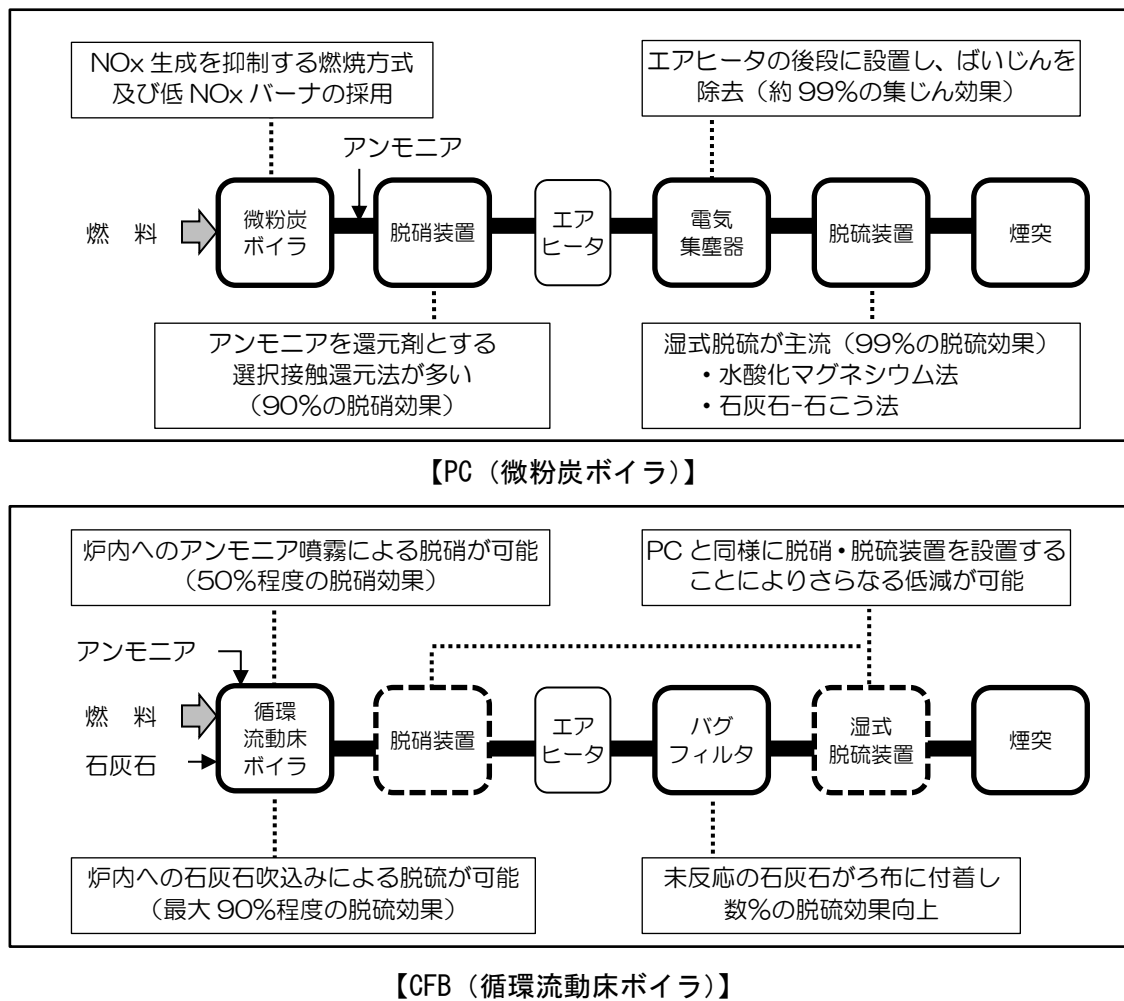 NOx 生成を抑制する燃焼方式
及び低 NOx バーナの採用
エアヒータの後段に設置し、ばいじんを
除去（約 99%の集じん効果）
アンモニア
燃　料
微粉炭
ボイラ
脱硝装置
エア
ヒータ
電気
集塵器
脱硫装置
煙突
アンモニアを還元剤とする
選択接触還元法が多い
（90%の脱硝効果）
湿式脱硫が主流（99%の脱硫効果）
・水酸化マグネシウム法
・石灰石-石こう法
【PC（微粉炭ボイラ）】
炉内へのアンモニア噴霧による脱硝が可能
（50%程度の脱硝効果）
PC と同様に脱硝・脱硫装置を設置する
ことによりさらなる低減が可能
アンモニア
燃　料
石灰石
循環
流動床
ボイラ
脱硝装置
エア
ヒータ
バグ
フィルタ
湿式
脱硫装置
煙突
炉内への石灰石吹込みによる脱硫が可能
（最大 90%程度の脱硫効果）
未反応の石灰石がろ布に付着し
数%の脱硫効果向上
【CFB（循環流動床ボイラ）】